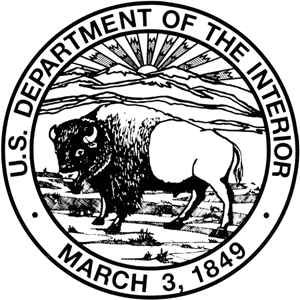 U.S. DEPARTMENT OF THE INTERIOR
MARCH 3, 1849